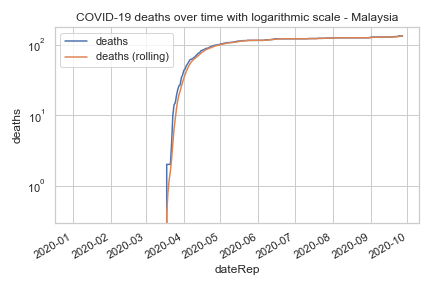 COVID-19 deaths over time with logarithmic scale - Malaysia
deaths
deaths (rolling)
10²
10¹
10⁰
deaths
2020-01
2020-02
2020-03
2020-04
2020-05
2020-06
2020-07
2020-08
2020-09
2020-10
dateRep